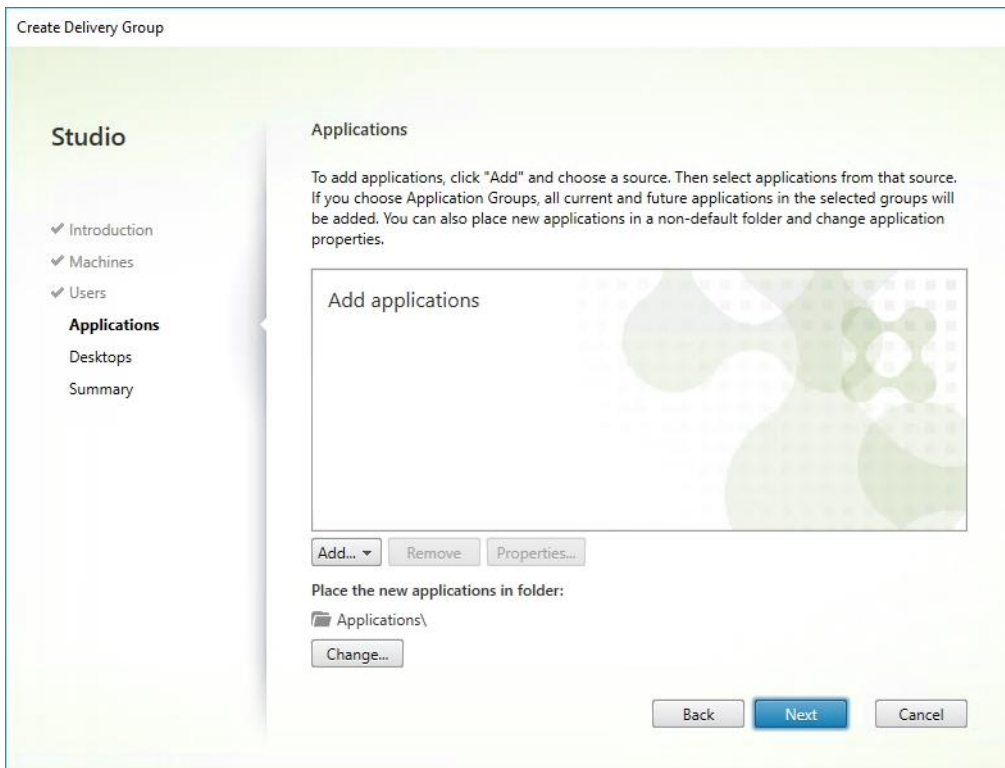 Create Delivery Group
Studio
✔ Introduction
✔ Machines
✔ Users
Applications
Desktops
Summary
Applications
To add applications, click "Add" and choose a source. Then select applications from that source.
If you choose Application Groups, all current and future applications in the selected groups will
be added. You can also place new applications in a non-default folder and change application
properties.
Add applications
Add...
Remove
Properties...
Place the new applications in folder:
Applications\
Change...
Back
Next
Cancel